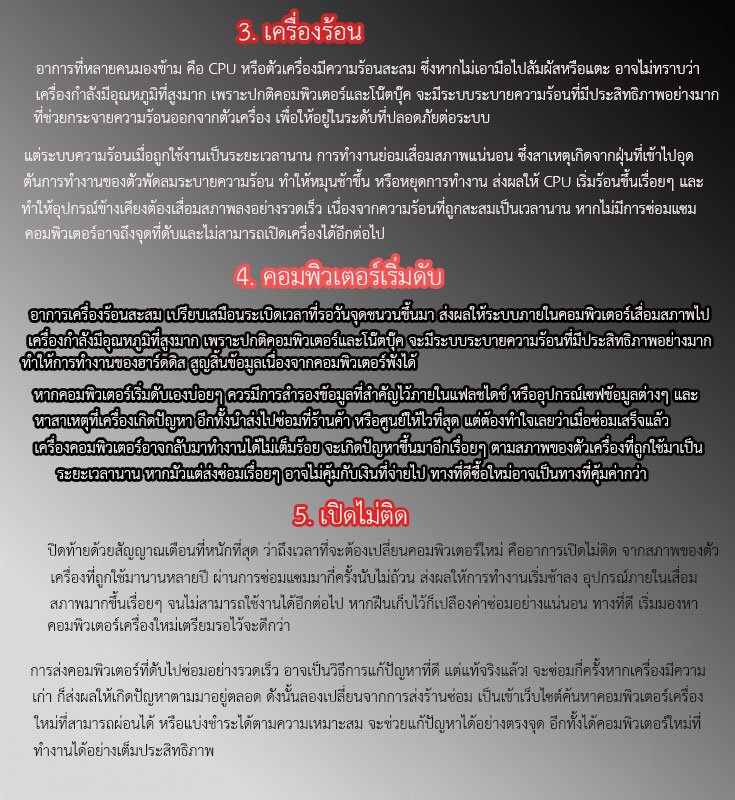 3. เครื่องร้อน
อาการที่หลายคนมองข้าม คือ CPU หรือตัวเครื่องมีความร้อนสะสม ซึ่งหากไม่เอามือไปสัมผัสหรือแตะ อาจไม่ทราบว่า
เครื่องกำลังมีอุณหภูมิที่สูงมาก เพราะปกติคอมพิวเตอร์และโน๊ตบุ๊ค จะมีระบบระบายความร้อนที่มีประสิทธิภาพอย่างมาก
ที่ช่วยกระจายความร้อนออกจากตัวเครื่อง เพื่อให้อยู่ในระดับที่ปลอดภัยต่อระบบ
แต่ระบบความร้อนเมื่อถูกใช้งานเป็นระยะเวลานาน การทำงานย่อมเสื่อมสภาพแน่นอน ซึ่งสาเหตุเกิดจากฝุ่นที่เข้าไปอุด
ตันการทำงานของตัวพัดลมระบายความร้อน ทำให้หมุนช้าขึ้น หรือหยุดการทำงาน ส่งผลให้ CPU เริ่มร้อนขึ้นเรื่อยๆ และ
ทำให้อุปกรณ์ข้างเคียงต้องเสื่อมสภาพลงอย่างรวดเร็ว เนื่องจากความร้อนที่ถูกสะสมเป็นเวลานาน หากไม่มีการซ่อมแซม
คอมพิวเตอร์อาจถึงจุดที่ดับและไม่สามารถเปิดเครื่องได้อีกต่อไป
4. คอมพิวเตอร์เริ่มดับ
อาการเครื่องร้อนสะสม เปรียบเสมือนระเบิดเวลาที่รอวันจุดชนวนขึ้นมา ส่งผลให้ระบบภายในคอมพิวเตอร์เสื่อมสภาพไป
เครื่องกำลังมีอุณหภูมิที่สูงมาก เพราะปกติคอมพิวเตอร์และโน๊ตบุ๊ค จะมีระบบระบายความร้อนที่มีประสิทธิภาพอย่างมาก
ทำให้การทำงานของฮาร์ดดิส สูญสิ้นข้อมูลเนื่องจากคอมพิวเตอร์พังได้
หากคอมพิวเตอร์เริ่มดับเองบ่อยๆ ควรมีการสำรองข้อมูลที่สำคัญไว้ภายในแฟลชไดช์ หรืออุปกรณ์เซฟข้อมูลต่างๆ และ
หาสาเหตุที่เครื่องเกิดปัญหา อีกทั้งนำส่งไปซ่อมที่ร้านค้า หรือศูนย์ให้ไวที่สุด แต่ต้องทำใจเลยว่าเมื่อซ่อมเสร็จแล้ว
เครื่องคอมพิวเตอร์อาจกลับมาทำงานได้ไม่เต็มร้อย จะเกิดปัญหาขึ้นมาอีกเรื่อยๆ ตามสภาพของตัวเครื่องที่ถูกใช้มาเป็น
ระยะเวลานาน หากมัวแต่ส่งซ่อมเรื่อยๆ อาจไม่คุ้มกับเงินที่จ่ายไป ทางที่ดีซื้อใหม่อาจเป็นทางที่คุ้มค่ากว่า
5. เปิดไม่ติด
ปิดท้ายด้วยสัญญาณเตือนที่หนักที่สุด ว่าถึงเวลาที่จะต้องเปลี่ยนคอมพิวเตอร์ใหม่ คืออาการเปิดไม่ติด จากสภาพของตัว
เครื่องที่ถูกใช้มานานหลายปี ผ่านการซ่อมแซมมากี่ครั้งนับไม่ถ้วน ส่งผลให้การทำงานเริ่มช้าลง อุปกรณ์ภายในเสื่อม
สภาพมากขึ้นเรื่อยๆ จนไม่สามารถใช้งานได้อีกต่อไป หากฝืนเก็บไว้ก็เปลืองค่าซ่อมอย่างแน่นอน ทางที่ดี เริ่มมองหา
คอมพิวเตอร์เครื่องใหม่เตรียมรอไว้จะดีกว่า
การส่งคอมพิวเตอร์ที่ดับไปซ่อมอย่างรวดเร็ว อาจเป็นวิธีการแก้ปัญหาที่ดี แต่แท้จริงแล้ว! จะซ่อมกี่ครั้งหากเครื่องมีความ
เก่า ก็ส่งผลให้เกิดปัญหาตามมาอยู่ตลอด ดังนั้นลองเปลี่ยนจากการส่งร้านซ่อม เป็นเข้าเว็บไซต์ค้นหาคอมพิวเตอร์เครื่อง
ใหม่ที่สามารถผ่อนได้ หรือแบ่งชำระได้ตามความเหมาะสม จะช่วยแก้ปัญหาได้อย่างตรงจุด อีกทั้งได้คอมพิวเตอร์ใหม่ที่
ทำงานได้อย่างเต็มประสิทธิภาพ